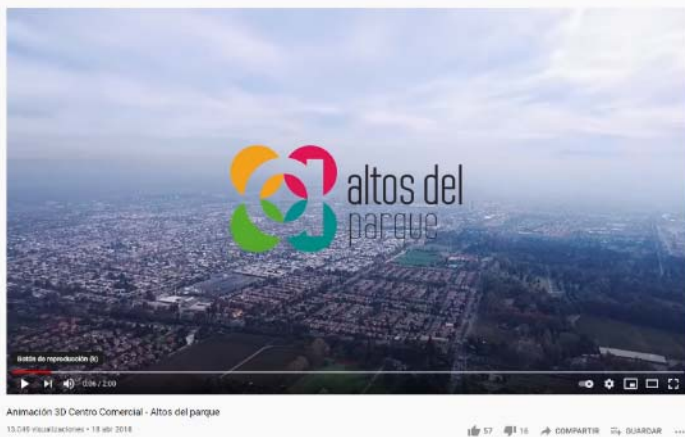 altos del
parque
Botón de reproducción (k)
0:06 / 2:00
Animación 3D Centro Comercial - Altos del parque
13.049 visualizaciones • 18 abr 2018
57
16
COMPARTIR
GUARDAR